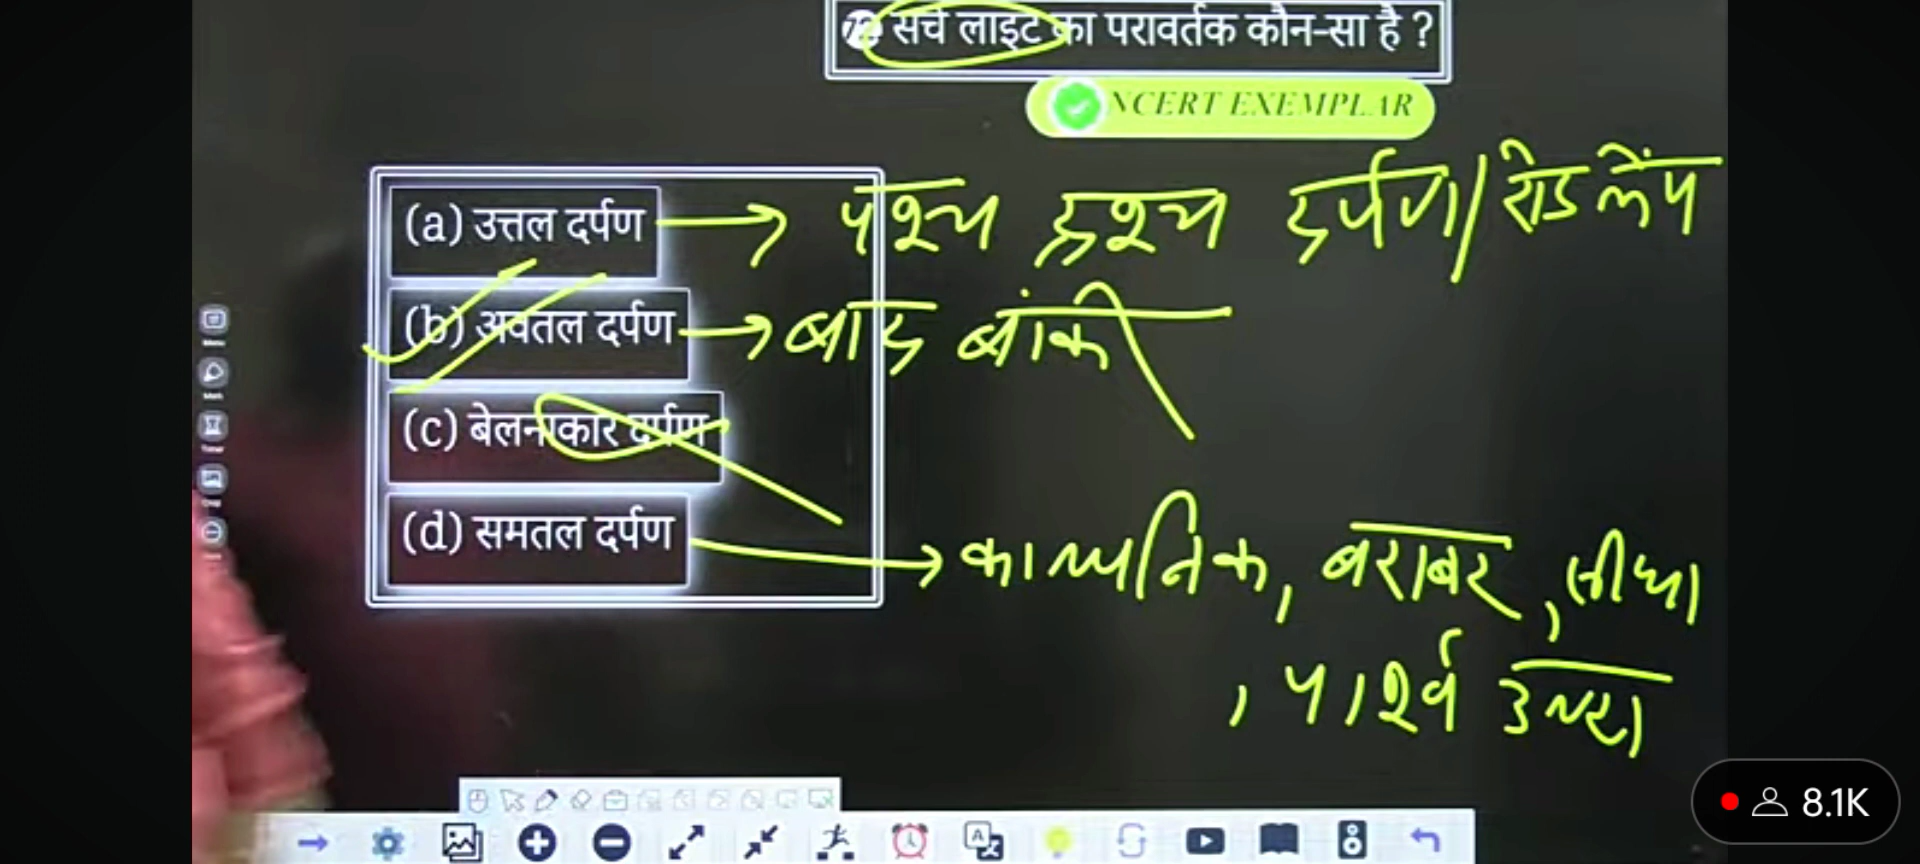 सर्च लाइट का परावर्तक कौन-सा है ?
NCERT EXEMPLAR
(a) उत्तल दर्पण → पश्च दृश्य दर्पण/रोड लैंप
(b) अवतल दर्पण → बाद बांकी
(c) बेलनाकार दर्पण
(d) समतल दर्पण → काल्पनिक, बराबर, सीधा
, पार्श्व उल्टा
8.1K